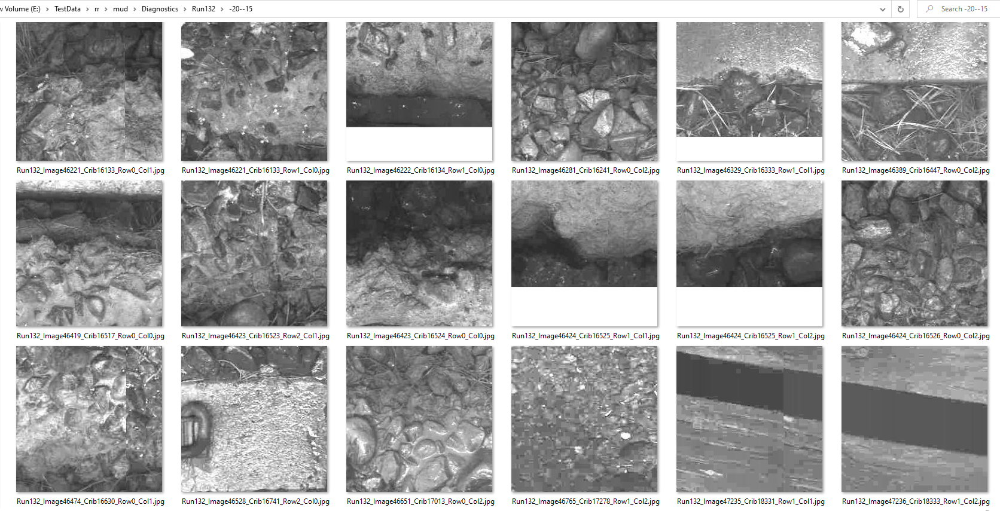 w Volume (E:) > TestData > rr > mud > Diagnostics > Run132 > -20--15
Search -20--15
Run132_Image46221_Crib16133_Row0_Col1.jpg
Run132_Image46221_Crib16133_Row1_Col0.jpg
Run132_Image46222_Crib16134_Row1_Col0.jpg
Run132_Image46281_Crib16241_Row0_Col2.jpg
Run132_Image46329_Crib16333_Row1_Col1.jpg
Run132_Image46389_Crib16447_Row0_Col2.jpg
Run132_Image46419_Crib16517_Row0_Col0.jpg
Run132_Image46423_Crib16523_Row2_Col1.jpg
Run132_Image46423_Crib16524_Row0_Col0.jpg
Run132_Image46424_Crib16525_Row1_Col1.jpg
Run132_Image46424_Crib16525_Row1_Col2.jpg
Run132_Image46424_Crib16526_Row0_Col2.jpg
Run132_Image46474_Crib16630_Row0_Col1.jpg
Run132_Image46528_Crib16741_Row2_Col0.jpg
Run132_Image46651_Crib17013_Row0_Col2.jpg
Run132_Image46765_Crib17278_Row1_Col2.jpg
Run132_Image47235_Crib18331_Row1_Col1.jpg
Run132_Image47236_Crib18333_Row1_Col2.jpg